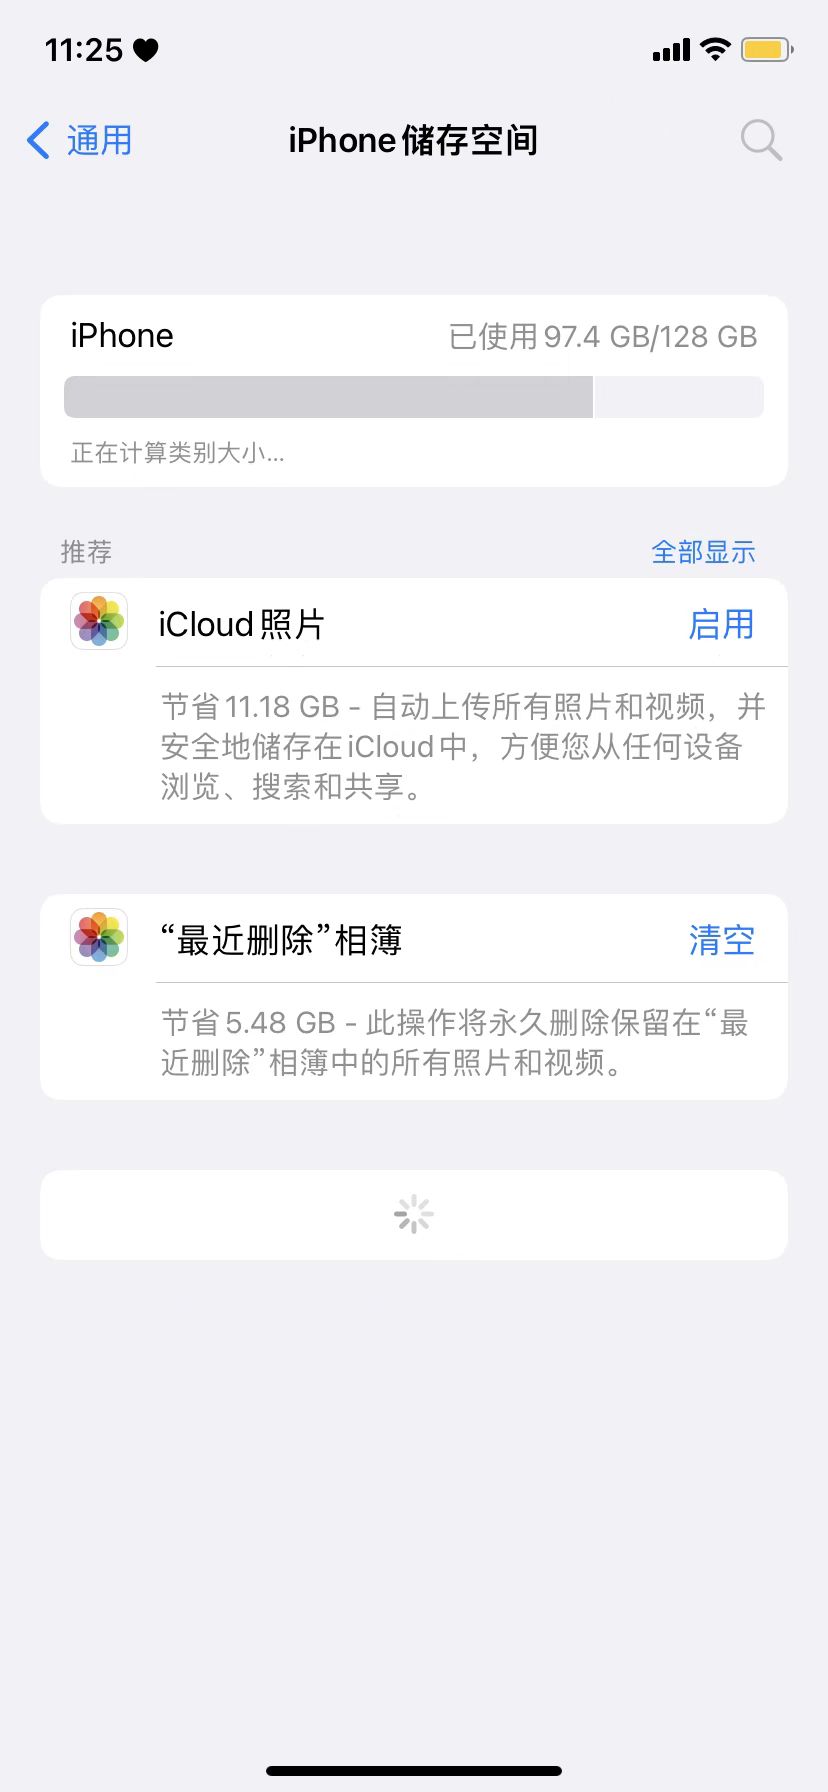 11:25
通用
iPhone储存空间
iPhone
已使用97.4 GB/128 GB
正在计算类别大小...
推荐
全部显示
iCloud照片
启用
节省11.18 GB - 自动上传所有照片和视频，并
安全地储存在iCloud中，方便您从任何设备
浏览、搜索和共享。
“最近删除”相簿
清空
节省5.48 GB - 此操作将永久删除保留在“最
近删除”相簿中的所有照片和视频。